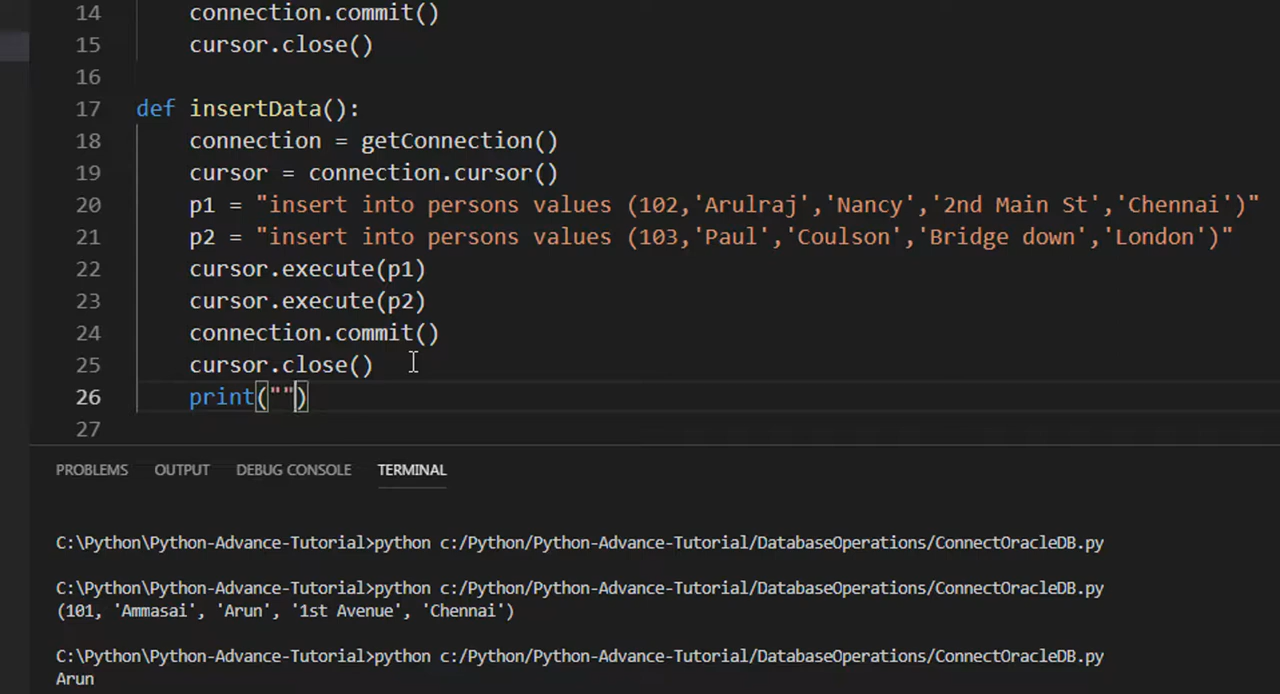 14 connection.commit()
15 cursor.close()
16
17 def insertData():
18 connection = getConnection()
19 cursor = connection.cursor()
20 p1 = "insert into persons values (102,'Arulraj','Nancy','2nd Main St','Chennai')"
21 p2 = "insert into persons values (103,'Paul','Coulson','Bridge down','London')"
22 cursor.execute(p1)
23 cursor.execute(p2)
24 connection.commit()
25 cursor.close()
26 print("")
27
PROBLEMS OUTPUT DEBUG CONSOLE TERMINAL
C:\Python\Python-Advance-Tutorial>python c:/Python/Python-Advance-Tutorial/DatabaseOperations/ConnectOracleDB.py
C:\Python\Python-Advance-Tutorial>python c:/Python/Python-Advance-Tutorial/DatabaseOperations/ConnectOracleDB.py
(101, 'Ammasai', 'Arun', '1st Avenue', 'Chennai')
C:\Python\Python-Advance-Tutorial>python c:/Python/Python-Advance-Tutorial/DatabaseOperations/ConnectOracleDB.py
Arun